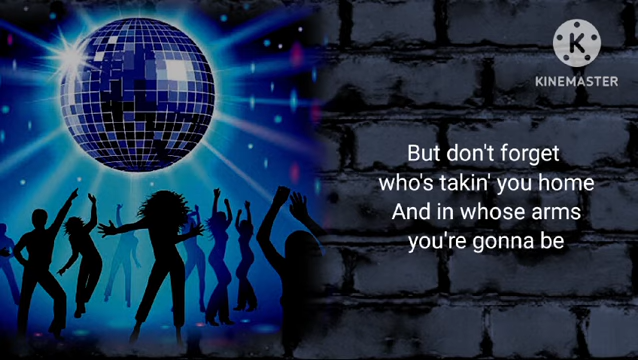 K
KINEMASTER
But don't forget
who's takin' you home
And in whose arms
you're gonna be